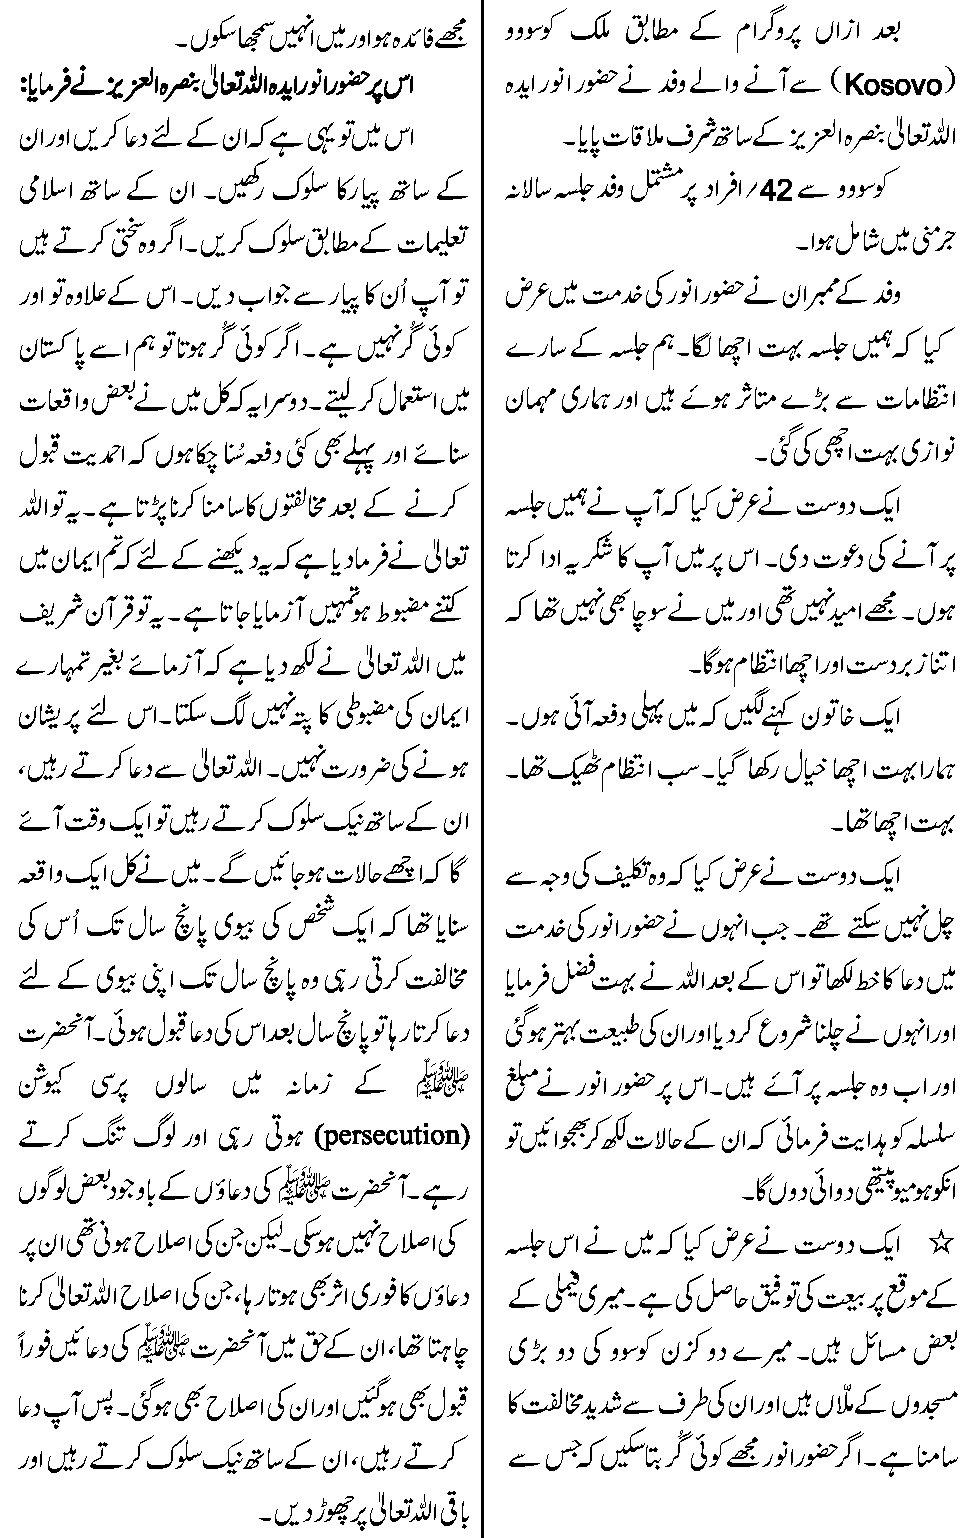 بعد ازاں پروگرام کے مطابق ملک کوسووو
(Kosovo) سے آنے والے وفد نے حضور انور ایدہ
اللہ تعالیٰ بنصرہ العزیز کے ساتھ شرف ملاقات پایا۔
کوسووو سے 42/ افراد پر مشتمل وفد جلسہ سالانہ
جرمنی میں شامل ہوا۔
وفد کے ممبران نے حضور انور کی خدمت میں عرض
کیا کہ ہمیں جلسہ بہت اچھا لگا۔ ہم جلسہ کے سارے
انتظامات سے بڑے متاثر ہوئے ہیں اور ہماری مہمان
نوازی بہت اچھی کی گئی۔
ایک دوست نے عرض کیا کہ آپ نے ہمیں جلسہ
پر آنے کی دعوت دی۔ اس پر میں آپ کا شکریہ ادا کرتا
ہوں۔ مجھے امید نہیں تھی اور میں نے سوچا بھی نہیں تھا کہ
اتنا زبردست اور اچھا انتظام ہوگا۔
ایک خاتون کہنے لگیں کہ میں پہلی دفعہ آئی ہوں۔
ہمارا بہت اچھا خیال رکھا گیا۔ سب انتظام ٹھیک تھا۔
بہت اچھا تھا۔
ایک دوست نے عرض کیا کہ وہ تکلیف کی وجہ سے
چل نہیں سکتے تھے۔ جب انہوں نے حضور انور کی خدمت
میں دعا کا خط لکھا تو اس کے بعد اللہ نے بہت فضل فرمایا
اور انہوں نے چلنا شروع کر دیا اور ان کی طبیعت بہتر ہو گئی
اور اب وہ جلسہ پر آئے ہیں۔ اس پر حضور انور نے مبلغ
سلسلہ کو ہدایت فرمائی کہ ان کے حالات لکھ کر بھجوائیں تو
انکو ہومیوپیتھی دوائی دوں گا۔
☆ ایک دوست نے عرض کیا کہ میں نے اس جلسہ
کے موقع پر بیعت کی توفیق حاصل کی ہے۔ میری فیملی کے
بعض مسائل ہیں۔ میرے دو کزن کوسوو کی دو بڑی
مسجدوں کے ملّاں ہیں اور ان کی طرف سے شدید مخالفت کا
سامنا ہے۔ اگر حضور انور مجھے کوئی گُر بتا سکیں کہ جس سے
مجھے فائدہ ہو اور میں انہیں سمجھا سکوں۔
اس پر حضور انور ایدہ اللہ تعالیٰ بنصرہ العزیز نے فرمایا:
اس میں تو یہی ہے کہ ان کے لئے دعا کریں اور ان
کے ساتھ پیار کا سلوک رکھیں۔ ان کے ساتھ اسلامی
تعلیمات کے مطابق سلوک کریں۔ اگر وہ سختی کرتے ہیں
تو آپ اُن کا پیار سے جواب دیں۔ اس کے علاوہ تو اور
کوئی گُر نہیں ہے۔ اگر کوئی گُر ہوتا تو ہم اسے پاکستان
میں استعمال کر لیتے۔ دوسرا یہ کہ کل میں نے بعض واقعات
سنائے اور پہلے بھی کئی دفعہ سُنا چکا ہوں کہ احمدیت قبول
کرنے کے بعد مخالفتوں کا سامنا کرنا پڑتا ہے۔ یہ تو اللہ
تعالیٰ نے فرما دیا ہے کہ یہ دیکھنے کے لئے کہ تم ایمان میں
کتنے مضبوط ہو تمہیں آزمایا جاتا ہے۔ یہ تو قرآن شریف
میں اللہ تعالیٰ نے لکھ دیا ہے کہ آزمائے بغیر تمہارے
ایمان کی مضبوطی کا پتہ نہیں لگ سکتا۔ اس لئے پریشان
ہونے کی ضرورت نہیں۔ اللہ تعالیٰ سے دعا کرتے رہیں،
ان کے ساتھ نیک سلوک کرتے رہیں تو ایک وقت آئے
گا کہ اچھے حالات ہو جائیں گے۔ میں نے کل ایک واقعہ
سنایا تھا کہ ایک شخص کی بیوی پانچ سال تک اُس کی
مخالفت کرتی رہی وہ پانچ سال تک اپنی بیوی کے لئے
دعا کرتا رہا تو پانچ سال بعد اس کی دعا قبول ہوئی۔ آنحضرت
ﷺ کے زمانہ میں سالوں پرسی کیوشن
(persecution) ہوتی رہی اور لوگ تنگ کرتے
رہے۔ آنحضرت ﷺ کی دعاؤں کے باوجود بعض لوگوں
کی اصلاح نہیں ہو سکی۔ لیکن جن کی اصلاح ہونی تھی ان پر
دعاؤں کا فوری اثر بھی ہوتا رہا، جن کی اصلاح اللہ تعالیٰ کرنا
چاہتا تھا، ان کے حق میں آنحضرت ﷺ کی دعائیں فوراً
قبول بھی ہو گئیں اور ان کی اصلاح بھی ہو گئی۔ پس آپ دعا
کرتے رہیں، ان کے ساتھ نیک سلوک کرتے رہیں اور
باقی اللہ تعالیٰ پر چھوڑ دیں۔